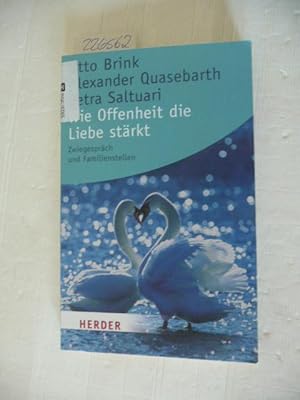 226562
tto Brink
lexander Quasebarth
etra Saltuari
ie Offenheit die
Liebe stärkt
Zwiegespräch
und Familienstellen
HERDER